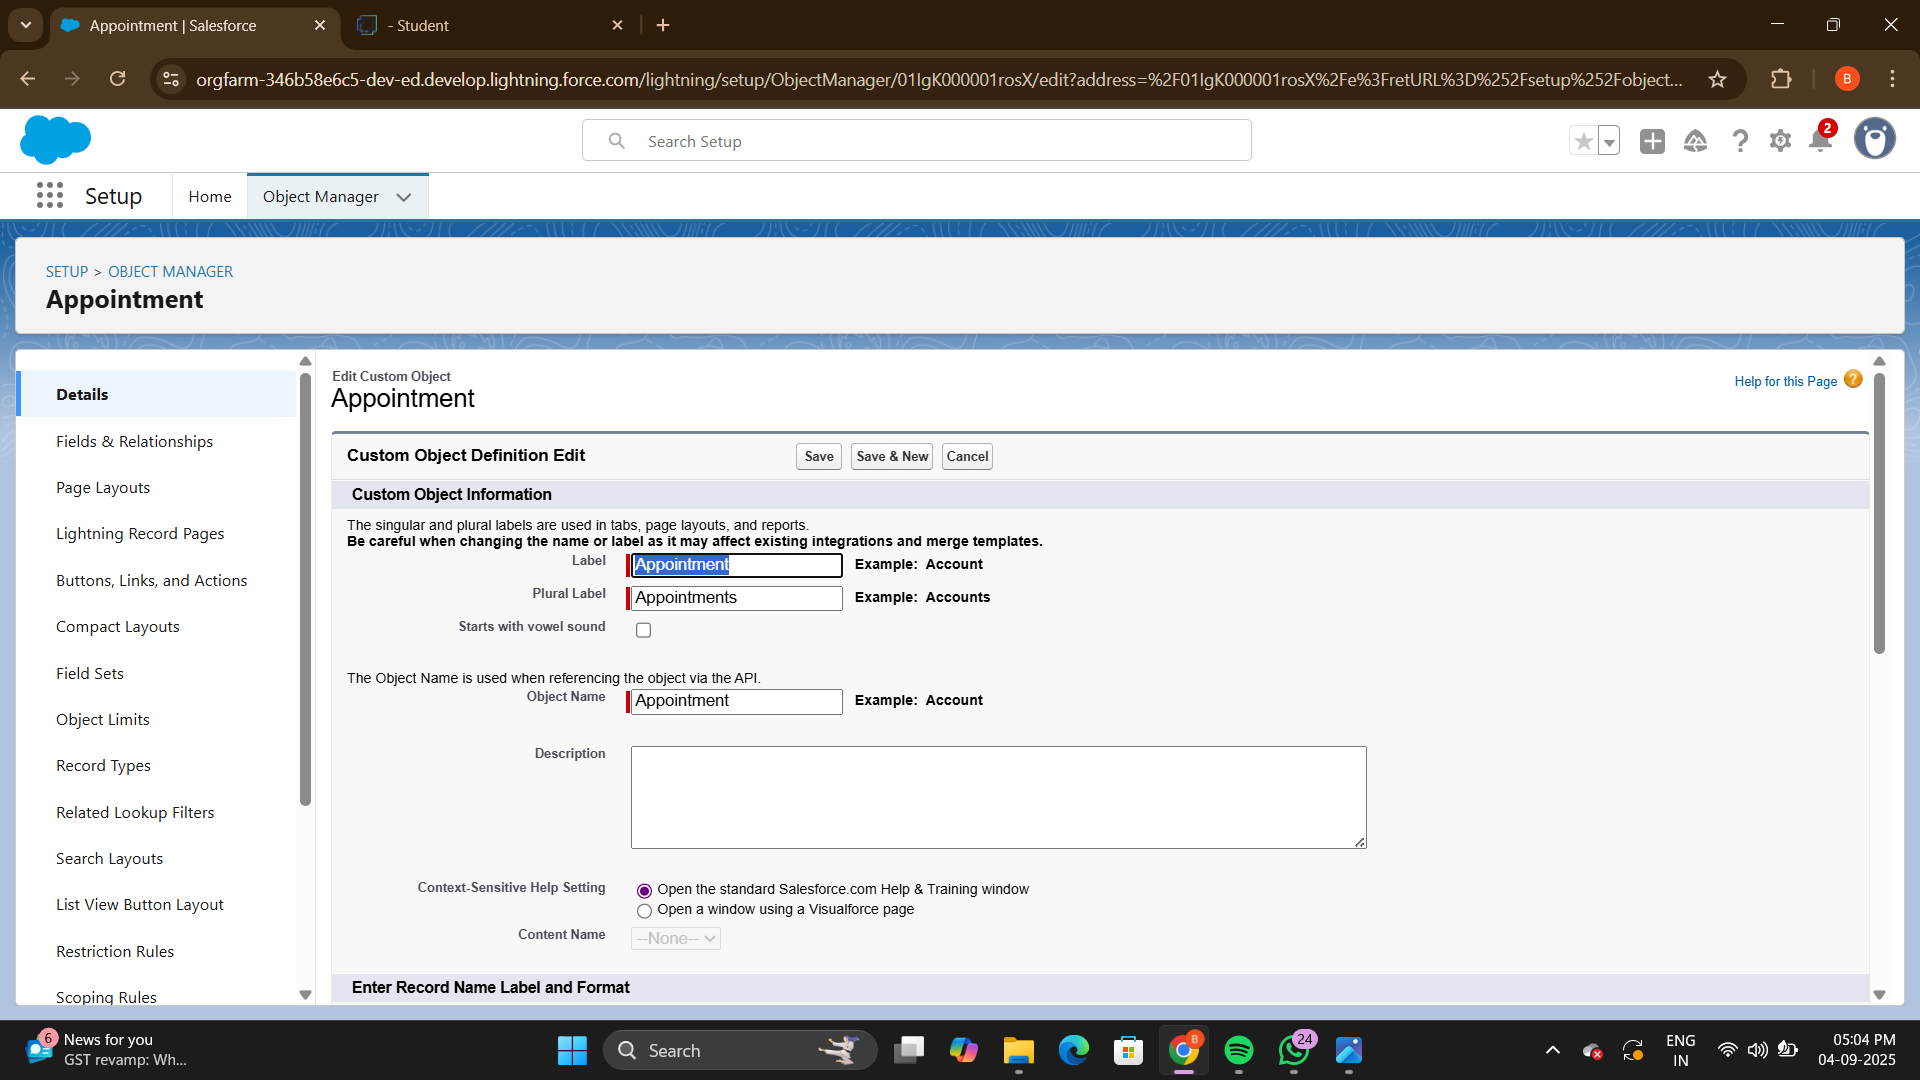 Appointment | Salesforce
- Student
orgfarm-346b58e6c5-dev-ed.develop.lightning.force.com/lightning/setup/ObjectManager/01IgK000001rosX/edit?address=%2F01IgK000001rosX%2Fe%3FretURL%3D%252Fsetup%252Fobject...
B
Search Setup
2
Setup
Home
Object Manager
SETUP > OBJECT MANAGER
Appointment
Details
Fields & Relationships
Page Layouts
Lightning Record Pages
Buttons, Links, and Actions
Compact Layouts
Field Sets
Object Limits
Record Types
Related Lookup Filters
Search Layouts
List View Button Layout
Restriction Rules
Scoping Rules
Edit Custom Object
Appointment
Help for this Page ?
Custom Object Definition Edit
Save
Save & New
Cancel
Custom Object Information
The singular and plural labels are used in tabs, page layouts, and reports.
Be careful when changing the name or label as it may affect existing integrations and merge templates.
Label Appointment Example: Account
Plural Label Appointments Example: Accounts
Starts with vowel sound
The Object Name is used when referencing the object via the API.
Object Name Appointment Example: Account
Description
Context-Sensitive Help Setting Open the standard Salesforce.com Help & Training window
Open a window using a Visualforce page
Content Name --None--
Enter Record Name Label and Format
6
News for you
GST revamp: Wh...
Search
B
24
ENG
IN
05:04 PM
04-09-2025